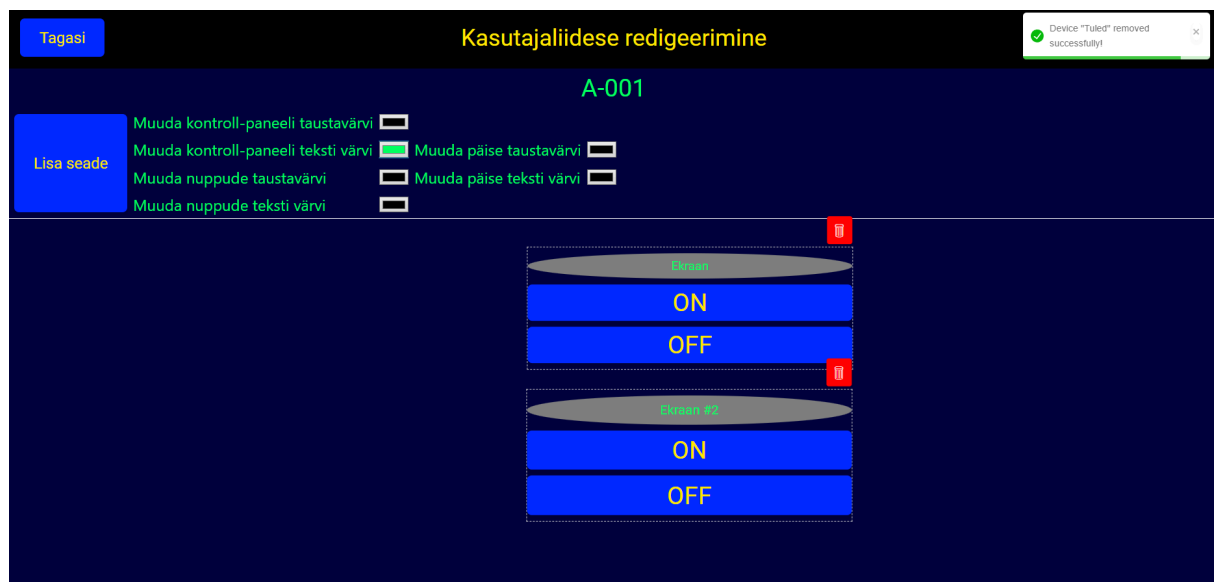 Tagasi
Kasutajaliidese redigeerimine
Device "Tuled" removed
successfully!
A-001
Lisa seade
Muuda kontroll-paneeli taustavärvi
Muuda kontroll-paneeli teksti värvi
Muuda päise taustavärvi
Muuda nuppude taustavärvi
Muuda päise teksti värvi
Muuda nuppude teksti värvi
Ekraan
ON
OFF
Ekraan #2
ON
OFF